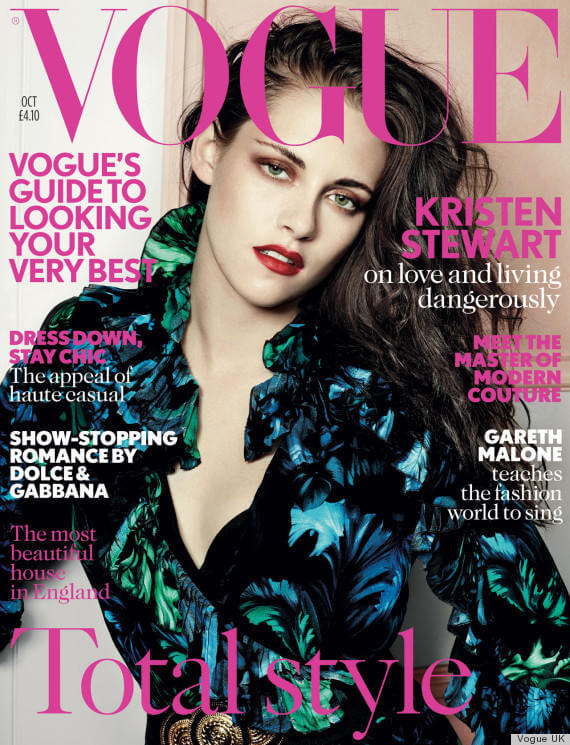 ®
VOGUE
OCT
£4.10
VOGUE'S
GUIDE TO
LOOKING
YOUR
VERY BEST
KRISTEN
STEWART
on love and living
dangerously
DRESS DOWN,
STAY CHIC
The appeal of
haute casual
MEET THE
MASTER OF
MODERN
COUTURE
SHOW-STOPPING
ROMANCE BY
DOLCE &
GABBANA
GARETH
MALONE
teaches
the fashion
world to sing
The most
beautiful
house
in England
Total style
Vogue UK